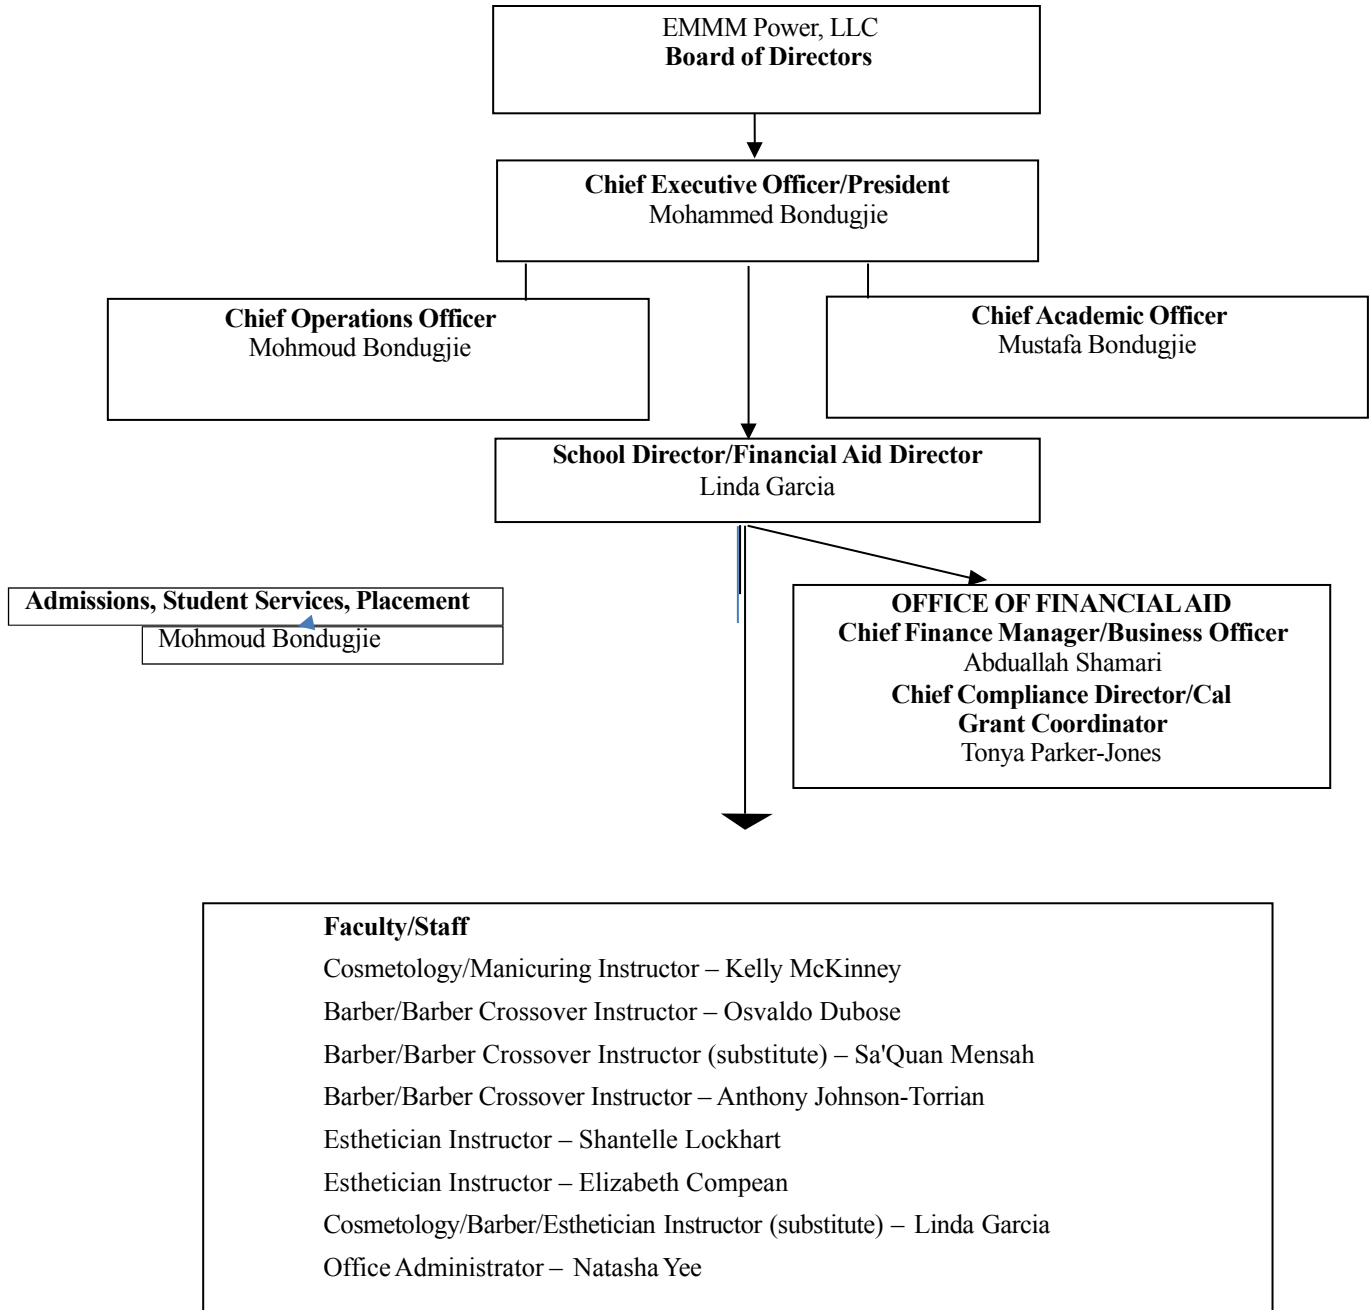 EMMM Power, LLC
Board of Directors
Chief Executive Officer/President
Mohammed Bondugjie
Chief Operations Officer
Mohmoud Bondugjie
Chief Academic Officer
Mustafa Bondugjie
School Director/Financial Aid Director
Linda Garcia
Admissions, Student Services, Placement
Mohmoud Bondugjie
OFFICE OF FINANCIAL AID
Chief Finance Manager/Business Officer
Abduallah Shamari
Chief Compliance Director/Cal
Grant Coordinator
Tonya Parker-Jones
Faculty/Staff
Cosmetology/Manicuring Instructor – Kelly McKinney
Barber/Barber Crossover Instructor – Osvaldo Dubose
Barber/Barber Crossover Instructor (substitute) – Sa'Quan Mensah
Barber/Barber Crossover Instructor – Anthony Johnson-Torrian
Esthetician Instructor – Shantelle Lockhart
Esthetician Instructor – Elizabeth Compean
Cosmetology/Barber/Esthetician Instructor (substitute) – Linda Garcia
Office Administrator – Natasha Yee